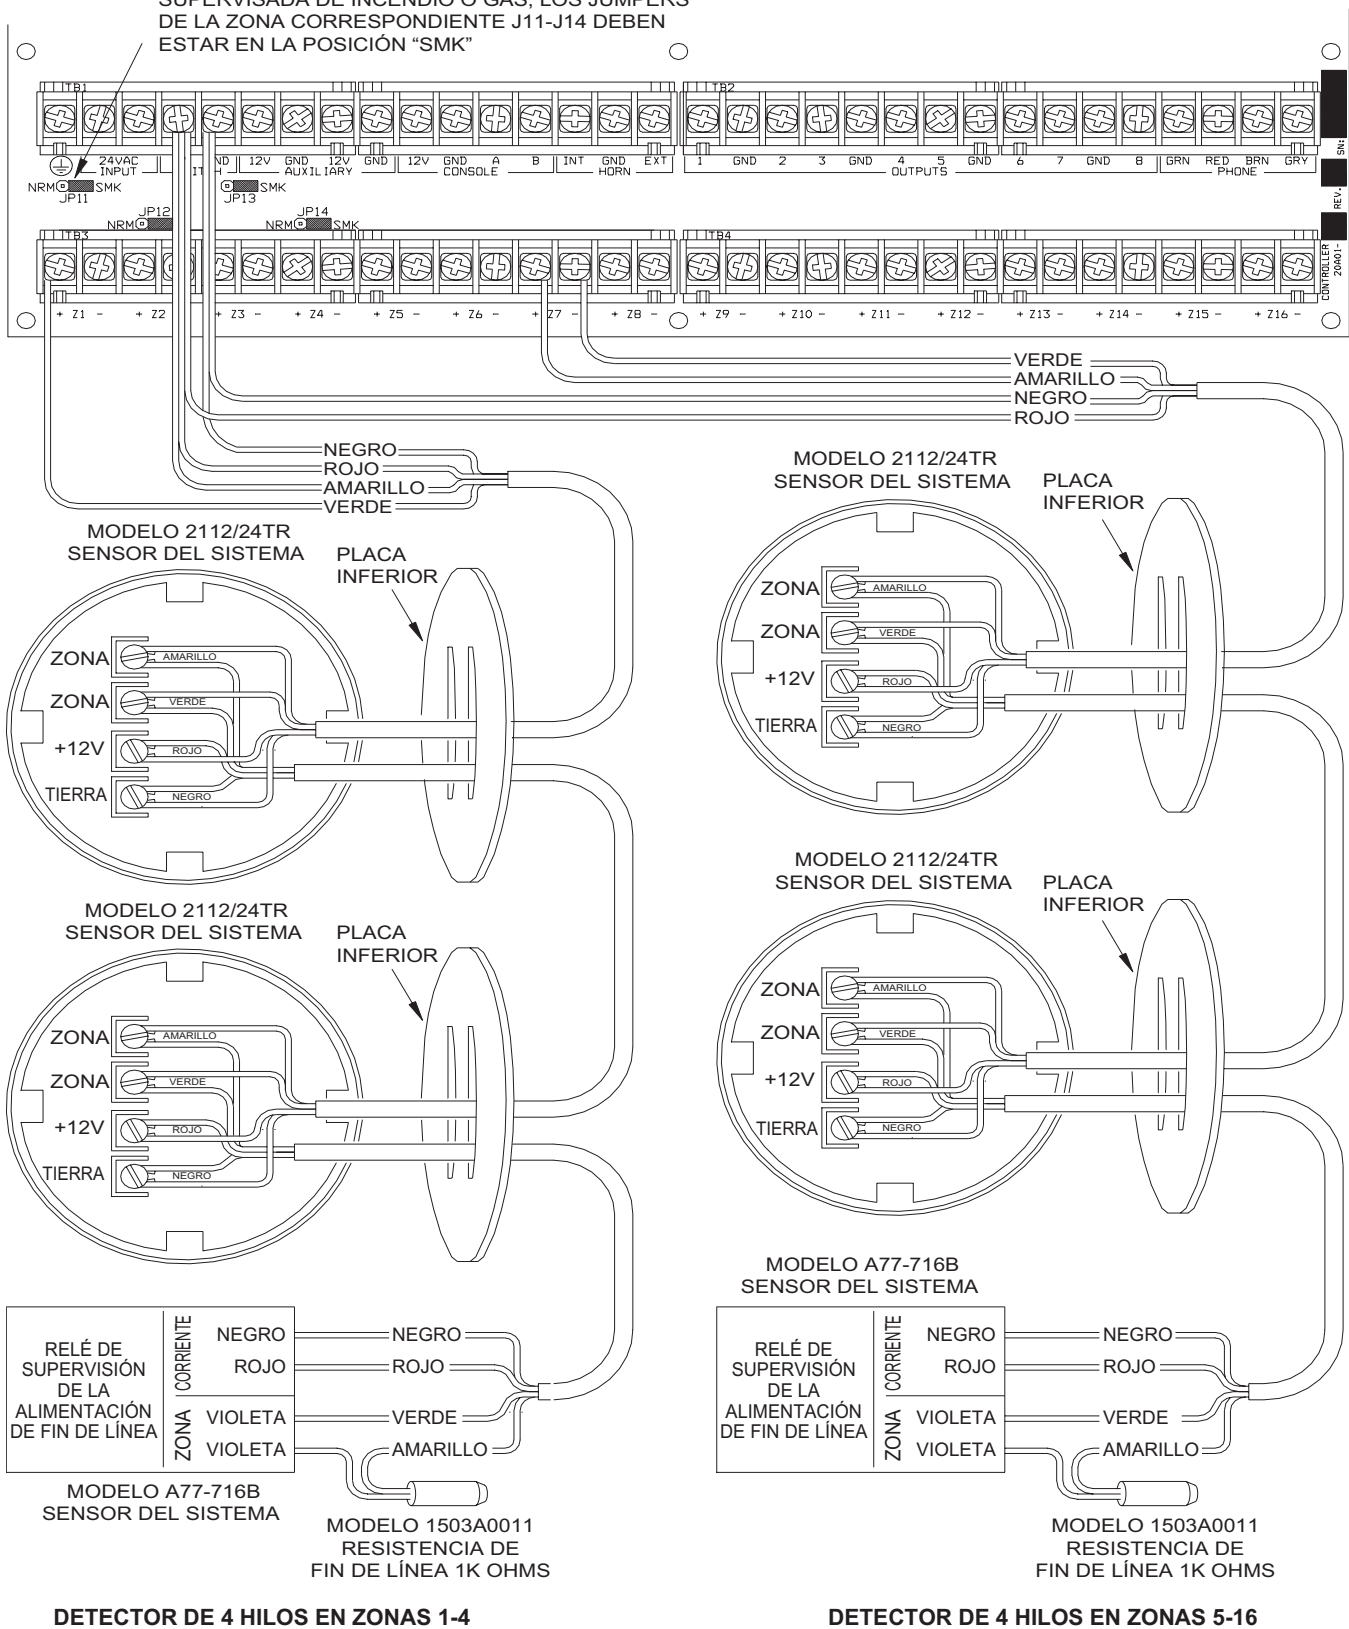 SUPERVISADA DE INCENDIO O GAS, LOS JUMPERS
DE LA ZONA CORRESPONDIENTE J11-J14 DEBEN
ESTAR EN LA POSICIÓN “SMK”
TB1
TB2
24VAC GND 12V GND 12V GND 12V GND A B INT GND EXT
INPUT AUXILIARY CONSOLE HORN
1 GND 2 3 GND 4 5 GND 6 7 GND 8 GRN RED BRN GRY
OUTPUTS PHONE
SN:
REV.
CONTROLLER
20A01-
NRM SMK
JP11
SMK
JP13
JP12
NRM
JP14
NRM SMK
TB3
TB4
+ Z1 - + Z2 + Z3 - + Z4 - + Z5 - + Z6 - + Z7 - + Z8 - + Z9 - + Z10 - + Z11 - + Z12 - + Z13 - + Z14 - + Z15 - + Z16 -
VERDE
AMARILLO
NEGRO
ROJO
NEGRO
ROJO
AMARILLO
VERDE
MODELO 2112/24TR
SENSOR DEL SISTEMA
PLACA
INFERIOR
ZONA AMARILLO
ZONA VERDE
+12V ROJO
TIERRA NEGRO
MODELO 2112/24TR
SENSOR DEL SISTEMA
PLACA
INFERIOR
ZONA AMARILLO
ZONA VERDE
+12V ROJO
TIERRA NEGRO
MODELO 2112/24TR
SENSOR DEL SISTEMA
PLACA
INFERIOR
ZONA AMARILLO
ZONA VERDE
+12V ROJO
TIERRA NEGRO
MODELO 2112/24TR
SENSOR DEL SISTEMA
PLACA
INFERIOR
ZONA AMARILLO
ZONA VERDE
+12V ROJO
TIERRA NEGRO
RELÉ DE
SUPERVISIÓN
DE LA
ALIMENTACIÓN
DE FIN DE LÍNEA
CORRIENTE
ZONA
NEGRO NEGRO
ROJO ROJO
VIOLETA VERDE
VIOLETA AMARILLO
MODELO A77-716B
SENSOR DEL SISTEMA
MODELO 1503A0011
RESISTENCIA DE
FIN DE LÍNEA 1K OHMS
MODELO A77-716B
SENSOR DEL SISTEMA
RELÉ DE
SUPERVISIÓN
DE LA
ALIMENTACIÓN
DE FIN DE LÍNEA
CORRIENTE
ZONA
NEGRO NEGRO
ROJO ROJO
VIOLETA VERDE
VIOLETA AMARILLO
MODELO 1503A0011
RESISTENCIA DE
FIN DE LÍNEA 1K OHMS
DETECTOR DE 4 HILOS EN ZONAS 1-4
DETECTOR DE 4 HILOS EN ZONAS 5-16